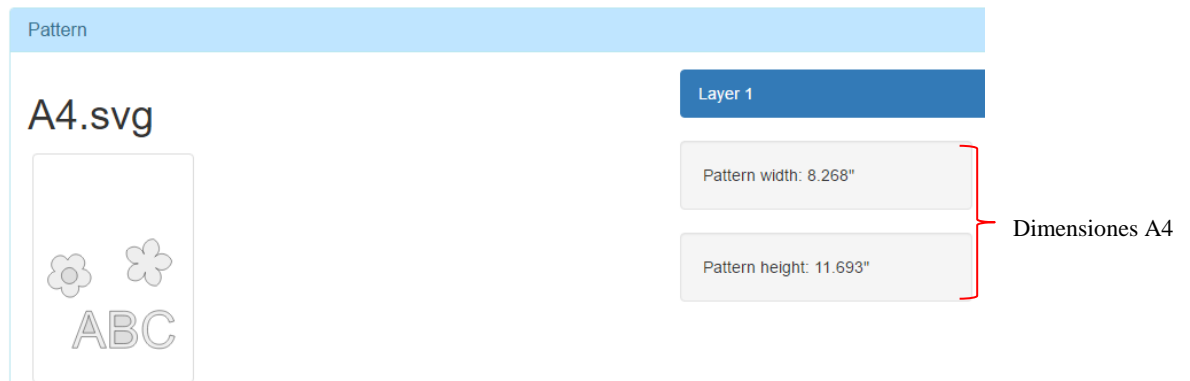 Pattern
A4.svg
ABC
Layer 1
Pattern width: 8.268"
Pattern height: 11.693"
Dimensiones A4